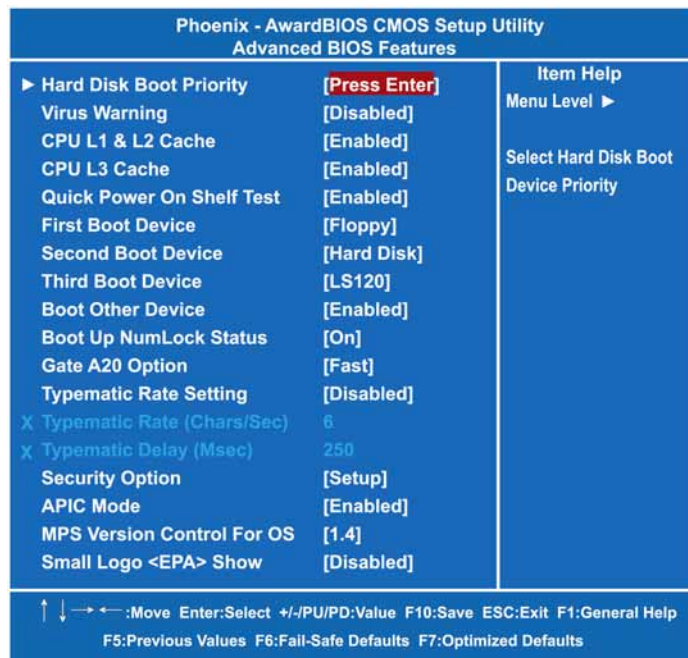 Phoenix - AwardBIOS CMOS Setup Utility
Advanced BIOS Features
► Hard Disk Boot Priority [Press Enter]
Virus Warning [Disabled]
CPU L1 & L2 Cache [Enabled]
CPU L3 Cache [Enabled]
Quick Power On Shelf Test [Enabled]
First Boot Device [Floppy]
Second Boot Device [Hard Disk]
Third Boot Device [LS120]
Boot Other Device [Enabled]
Boot Up NumLock Status [On]
Gate A20 Option [Fast]
Typematic Rate Setting [Disabled]
X Typematic Rate (Chars/Sec) 6
X Typematic Delay (Msec) 250
Security Option [Setup]
APIC Mode [Enabled]
MPS Version Control For OS [1.4]
Small Logo <EPA> Show [Disabled]
Item Help
Menu Level ►
Select Hard Disk Boot
Device Priority
↑ ↓ → ← :Move Enter:Select +/-/PU/PD:Value F10:Save ESC:Exit F1:General Help
F5:Previous Values F6:Fail-Safe Defaults F7:Optimized Defaults